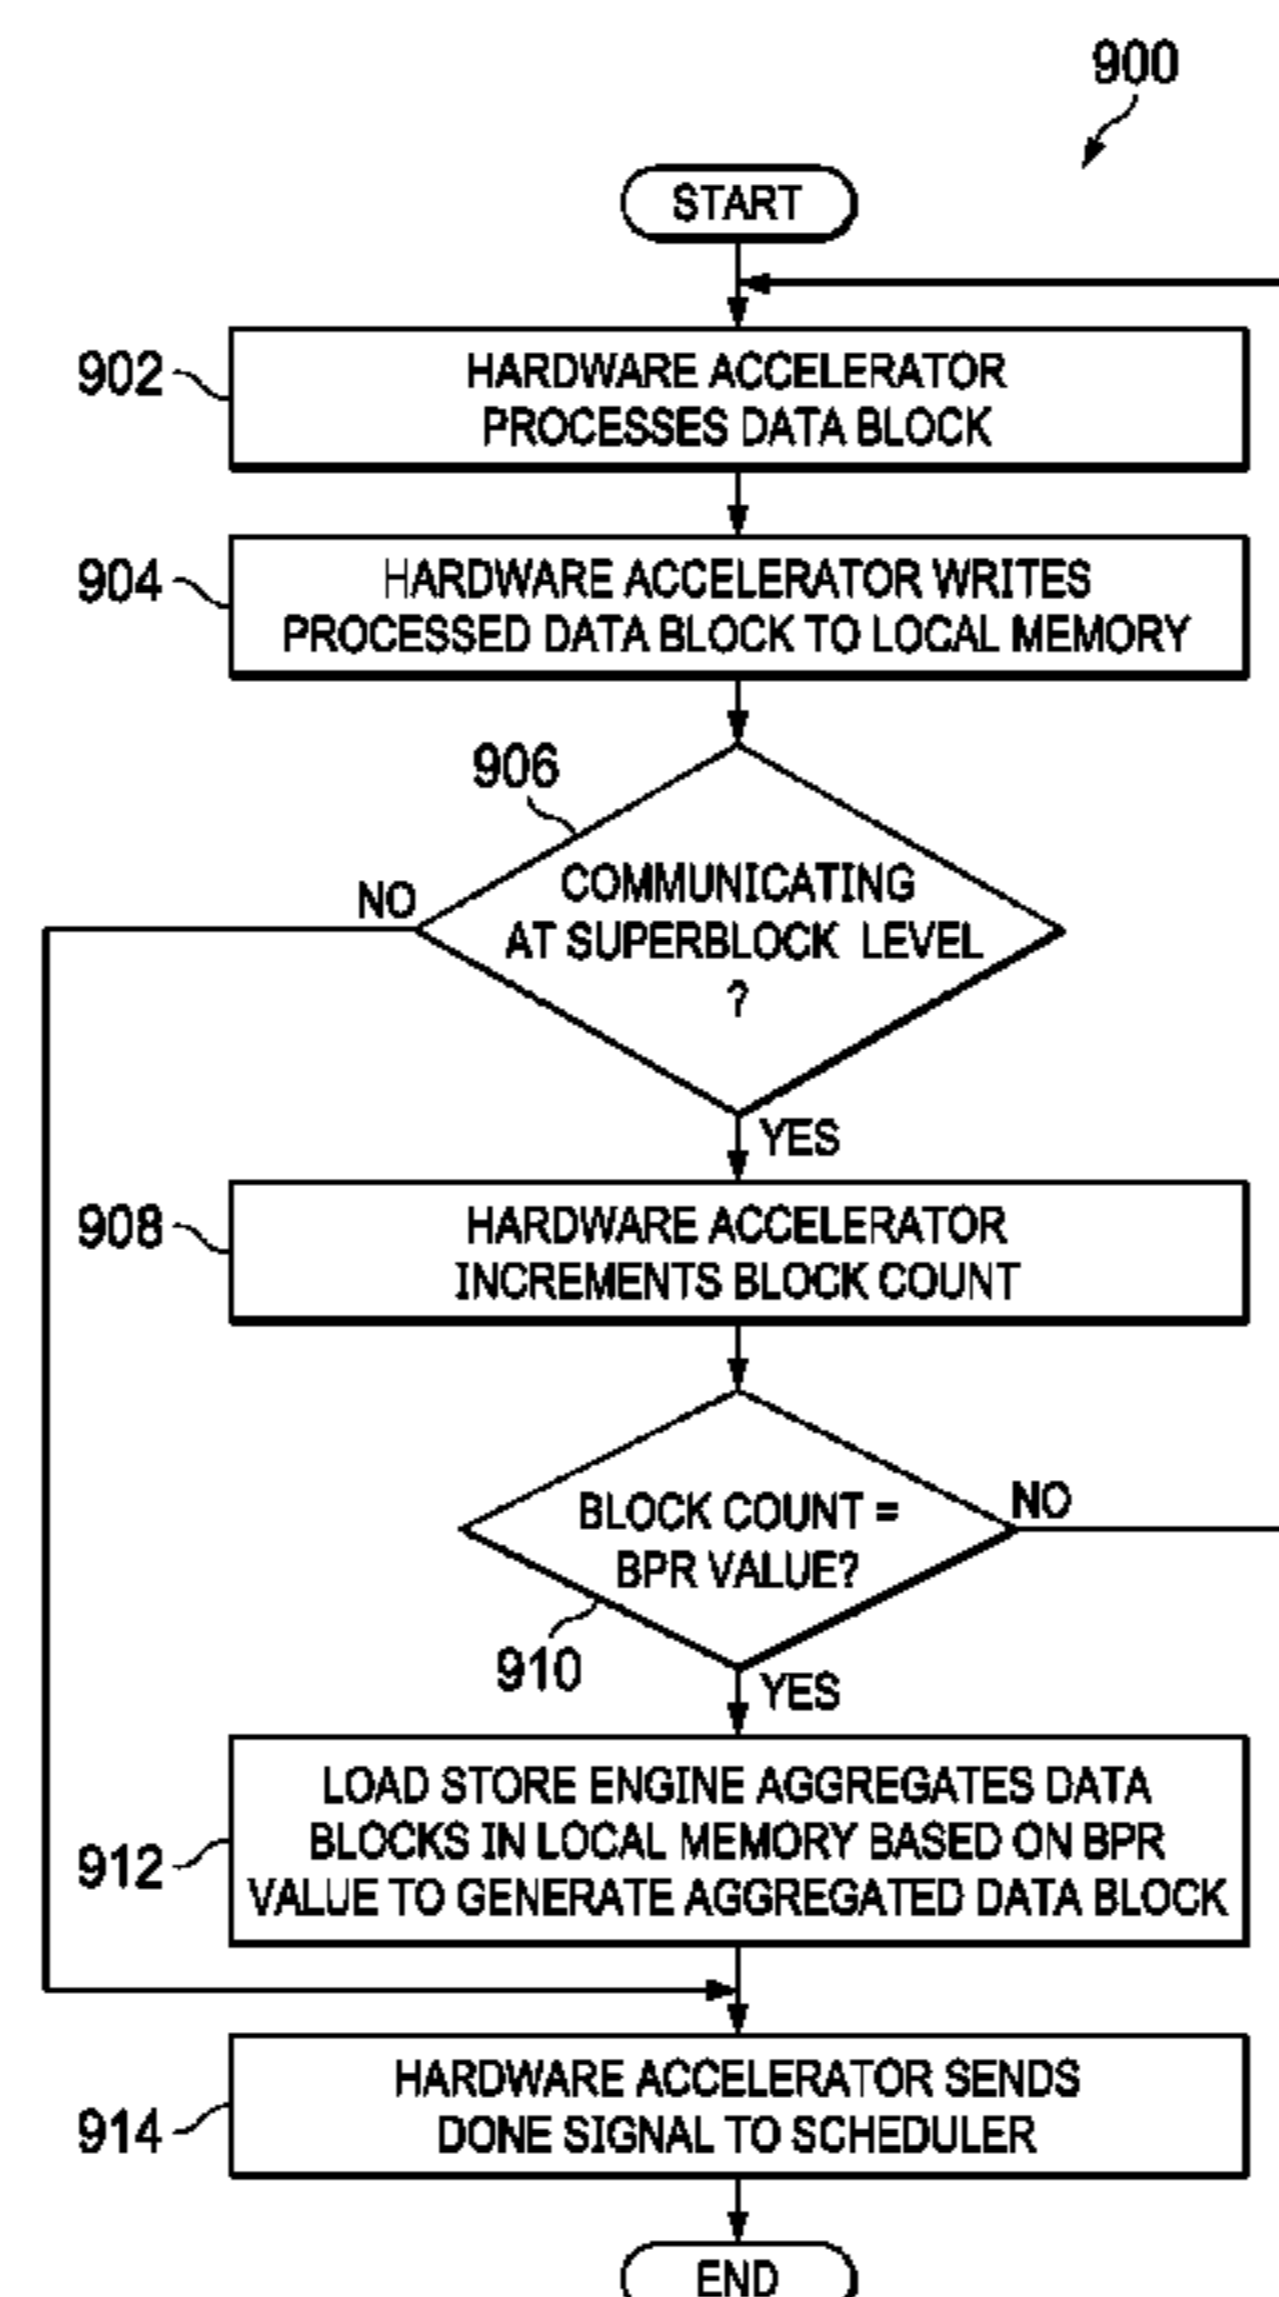 900
START
902
HARDWARE ACCELERATOR
PROCESSES DATA BLOCK
904
HARDWARE ACCELERATOR WRITES
PROCESSED DATA BLOCK TO LOCAL MEMORY
906
NO
COMMUNICATING
AT SUPERBLOCK LEVEL
?
YES
908
HARDWARE ACCELERATOR
INCREMENTS BLOCK COUNT
BLOCK COUNT =
BPR VALUE?
NO
910
YES
912
LOAD STORE ENGINE AGGREGATES DATA
BLOCKS IN LOCAL MEMORY BASED ON BPR
VALUE TO GENERATE AGGREGATED DATA BLOCK
914
HARDWARE ACCELERATOR SENDS
DONE SIGNAL TO SCHEDULER
END